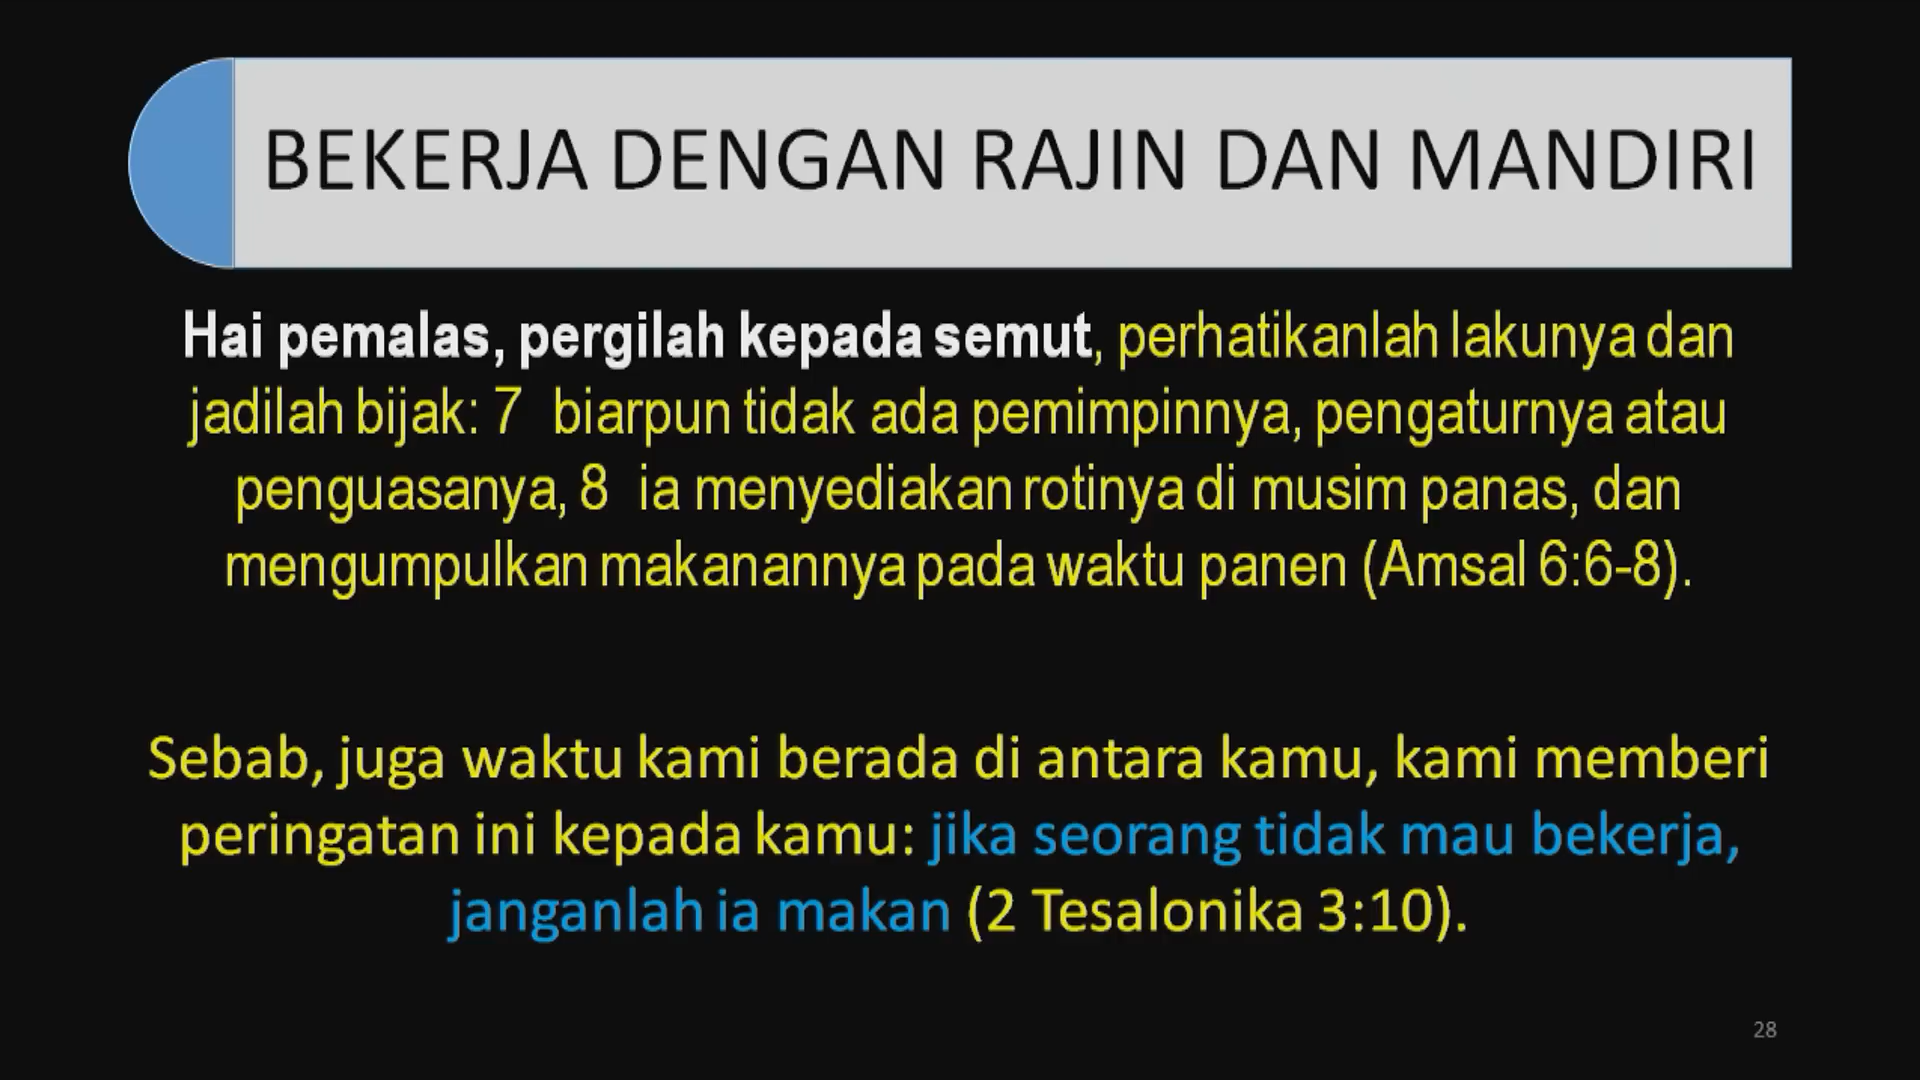 BEKERJA DENGAN RAJIN DAN MANDIRI
Hai pemalas, pergilah kepada semut, perhatikanlah lakunya dan
jadilah bijak: 7 biarpun tidak ada pemimpinnya, pengaturnya atau
penguasanya, 8 ia menyediakan rotinya di musim panas, dan
mengumpulkan makanannya pada waktu panen (Amsal 6:6-8).
Sebab, juga waktu kami berada di antara kamu, kami memberi
peringatan ini kepada kamu: jika seorang tidak mau bekerja,
janganlah ia makan (2 Tesalonika 3:10).
28